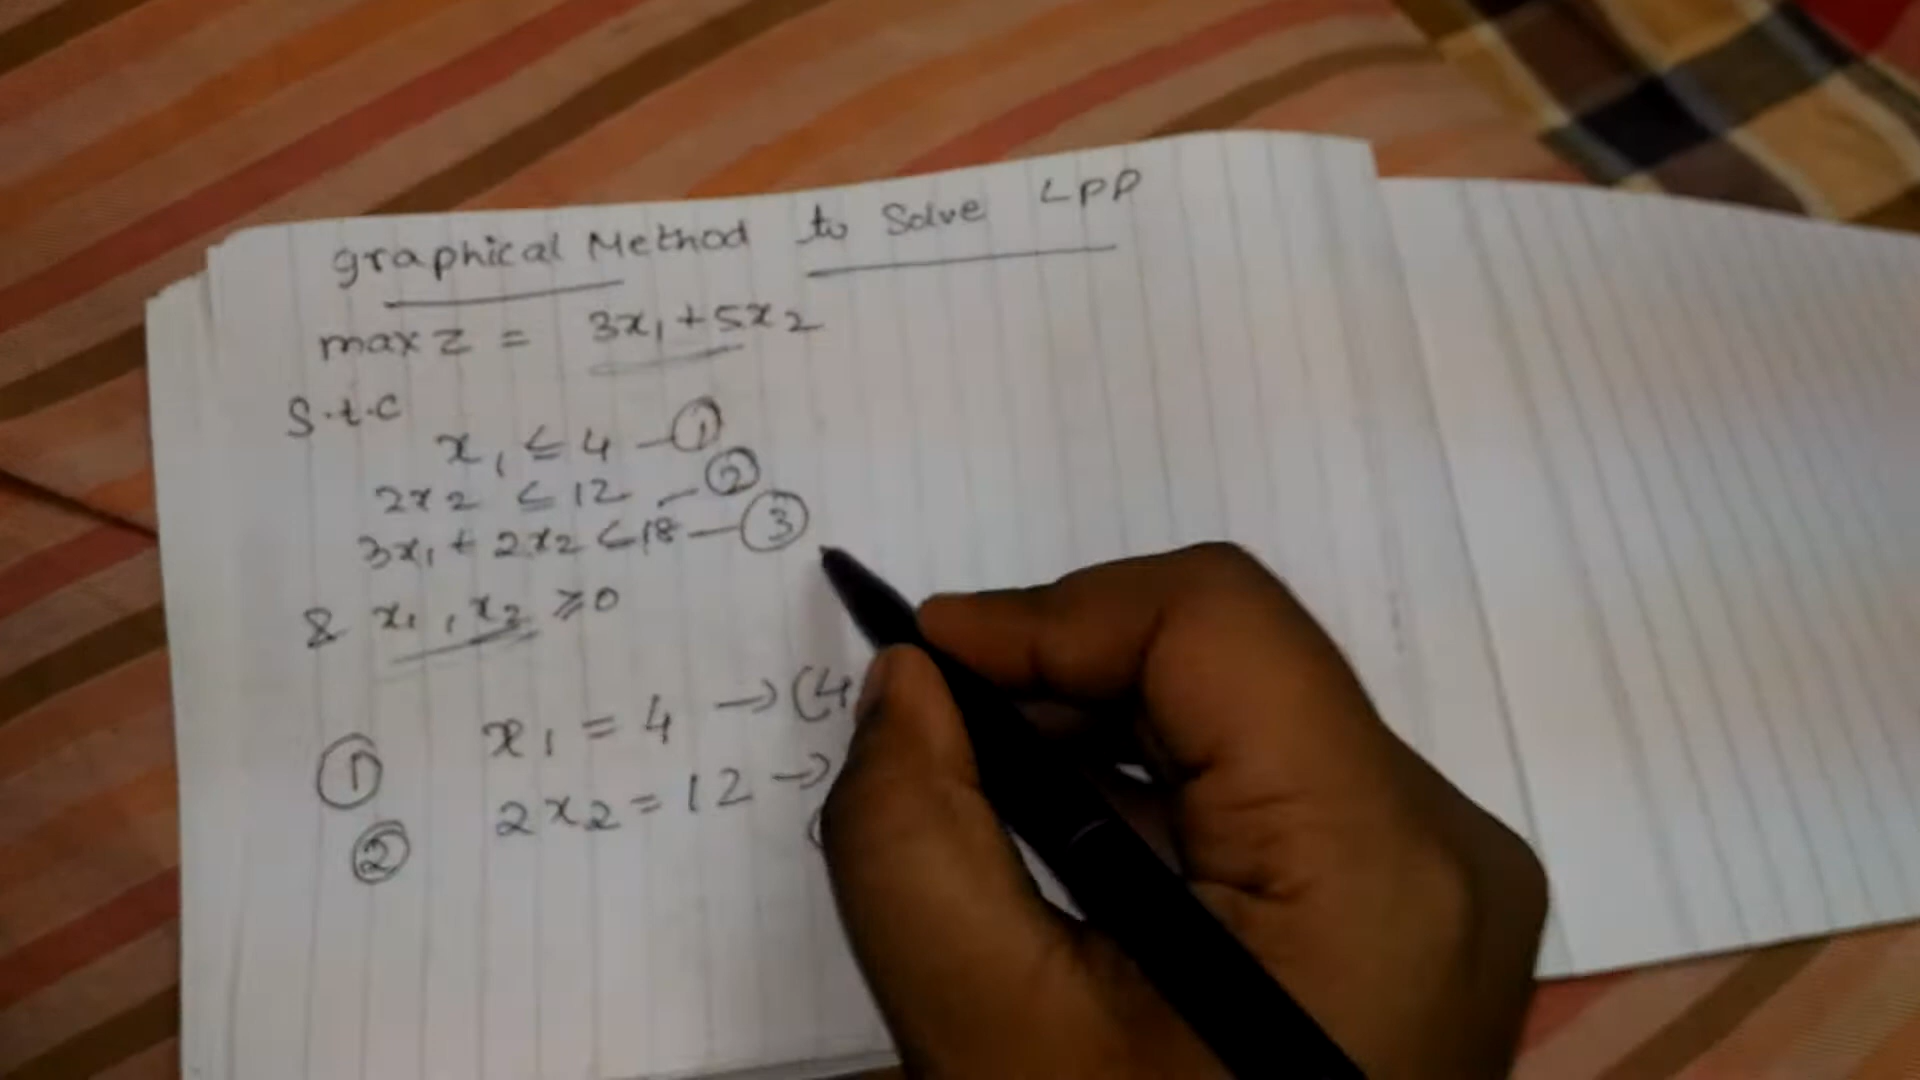 graphical Method to Solve LPP
max Z = 3x₁ + 5x₂
S.t.c
x₁ ≤ 4 — ①
2x₂ ≤ 12 — ②
3x₁ + 2x₂ ≤ 18 — ③
& x₁, x₂ ≥ 0
① x₁ = 4 → (4
② 2x₂ = 12 →